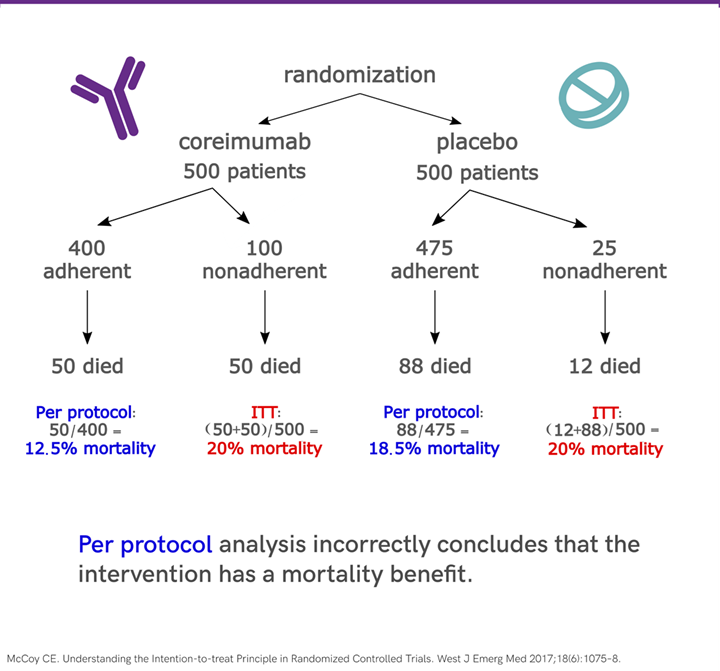 randomization
coreimumab
500 patients
placebo
500 patients
400
adherent
100
nonadherent
475
adherent
25
nonadherent
50 died
50 died
88 died
12 died
Per protocol:
50/400 =
12.5% mortality
ITT:
(50+50)/500 =
20% mortality
Per protocol:
88/475 =
18.5% mortality
ITT:
(12+88)/500 =
20% mortality
Per protocol analysis incorrectly concludes that the
intervention has a mortality benefit.
McCoy CE. Understanding the Intention-to-treat Principle in Randomized Controlled Trials. West J Emerg Med 2017;18(6):1075–8.